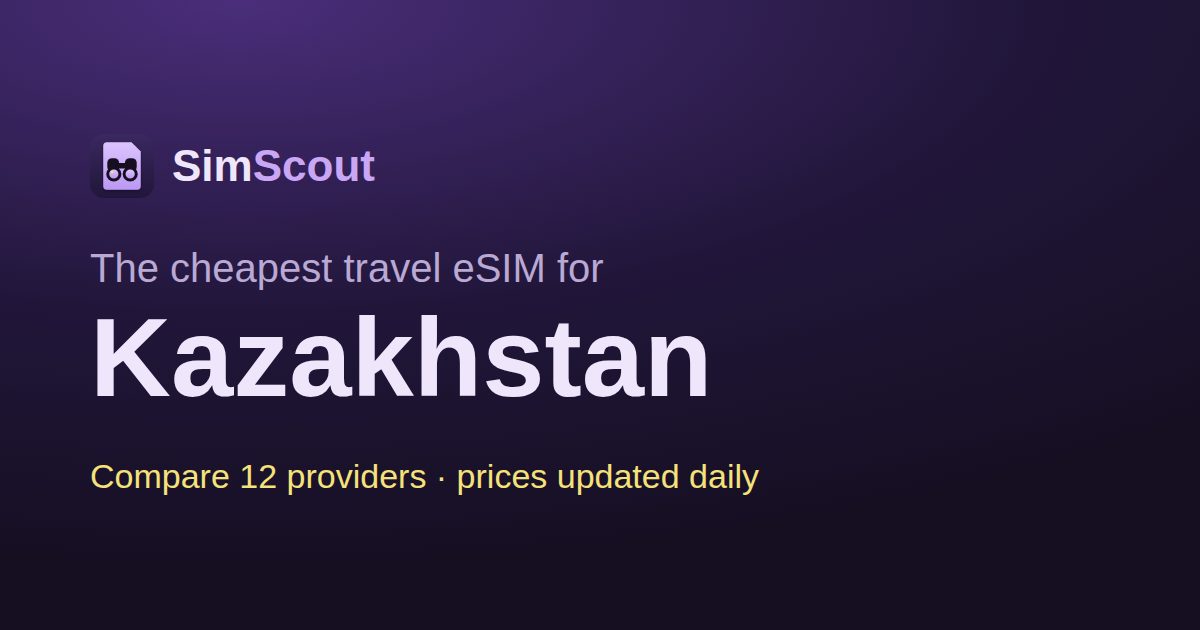 SimScout
The cheapest travel eSIM for
Kazakhstan
Compare 12 providers · prices updated daily